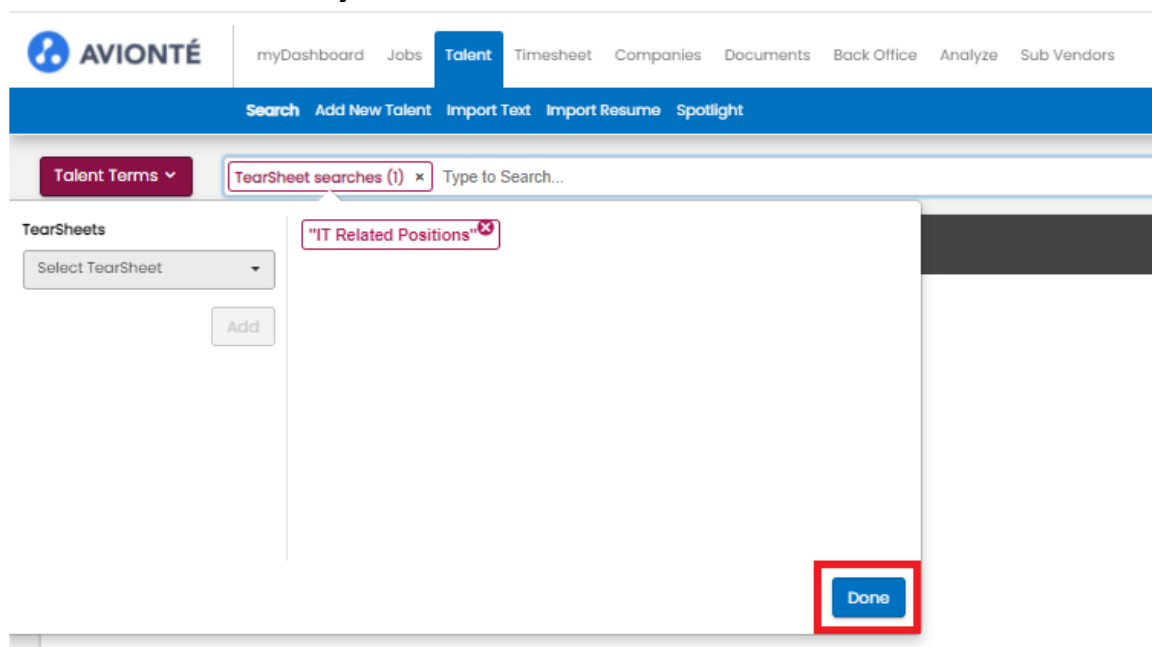 AVIONTÉ
myDashboard Jobs Talent Timesheet Companies Documents Back Office Analyze Sub Vendors
Search Add New Talent Import Text Import Resume Spotlight
Talent Terms
TearSheet searches (1) × Type to Search...
TearSheets
"IT Related Positions"
Select TearSheet
Add
Done